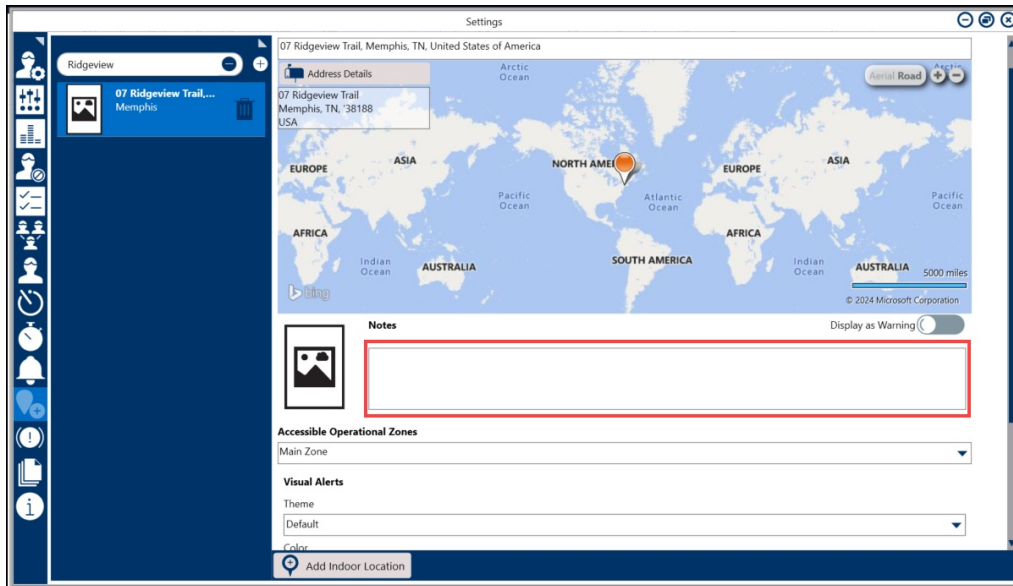 Settings
Ridgeview
07 Ridgeview Trail,...
Memphis
07 Ridgeview Trail, Memphis, TN, United States of America
Address Details
07 Ridgeview Trail
Memphis, TN, '38188
USA
Aerial Road
Arctic
Ocean
Arctic
EUROPE
ASIA
NORTH AMEI
EUROPE
ASIA
Pacific
Ocean
Atlantic
Ocean
Pacific
Ocean
AFRICA
AFRICA
Indian
Ocean
AUSTRALIA
SOUTH AMERICA
Indian
Ocean
AUSTRALIA
5000 miles
bing
© 2024 Microsoft Corporation
Notes
Display as Warning
Accessible Operational Zones
Main Zone
Visual Alerts
Theme
Default
Color
Add Indoor Location